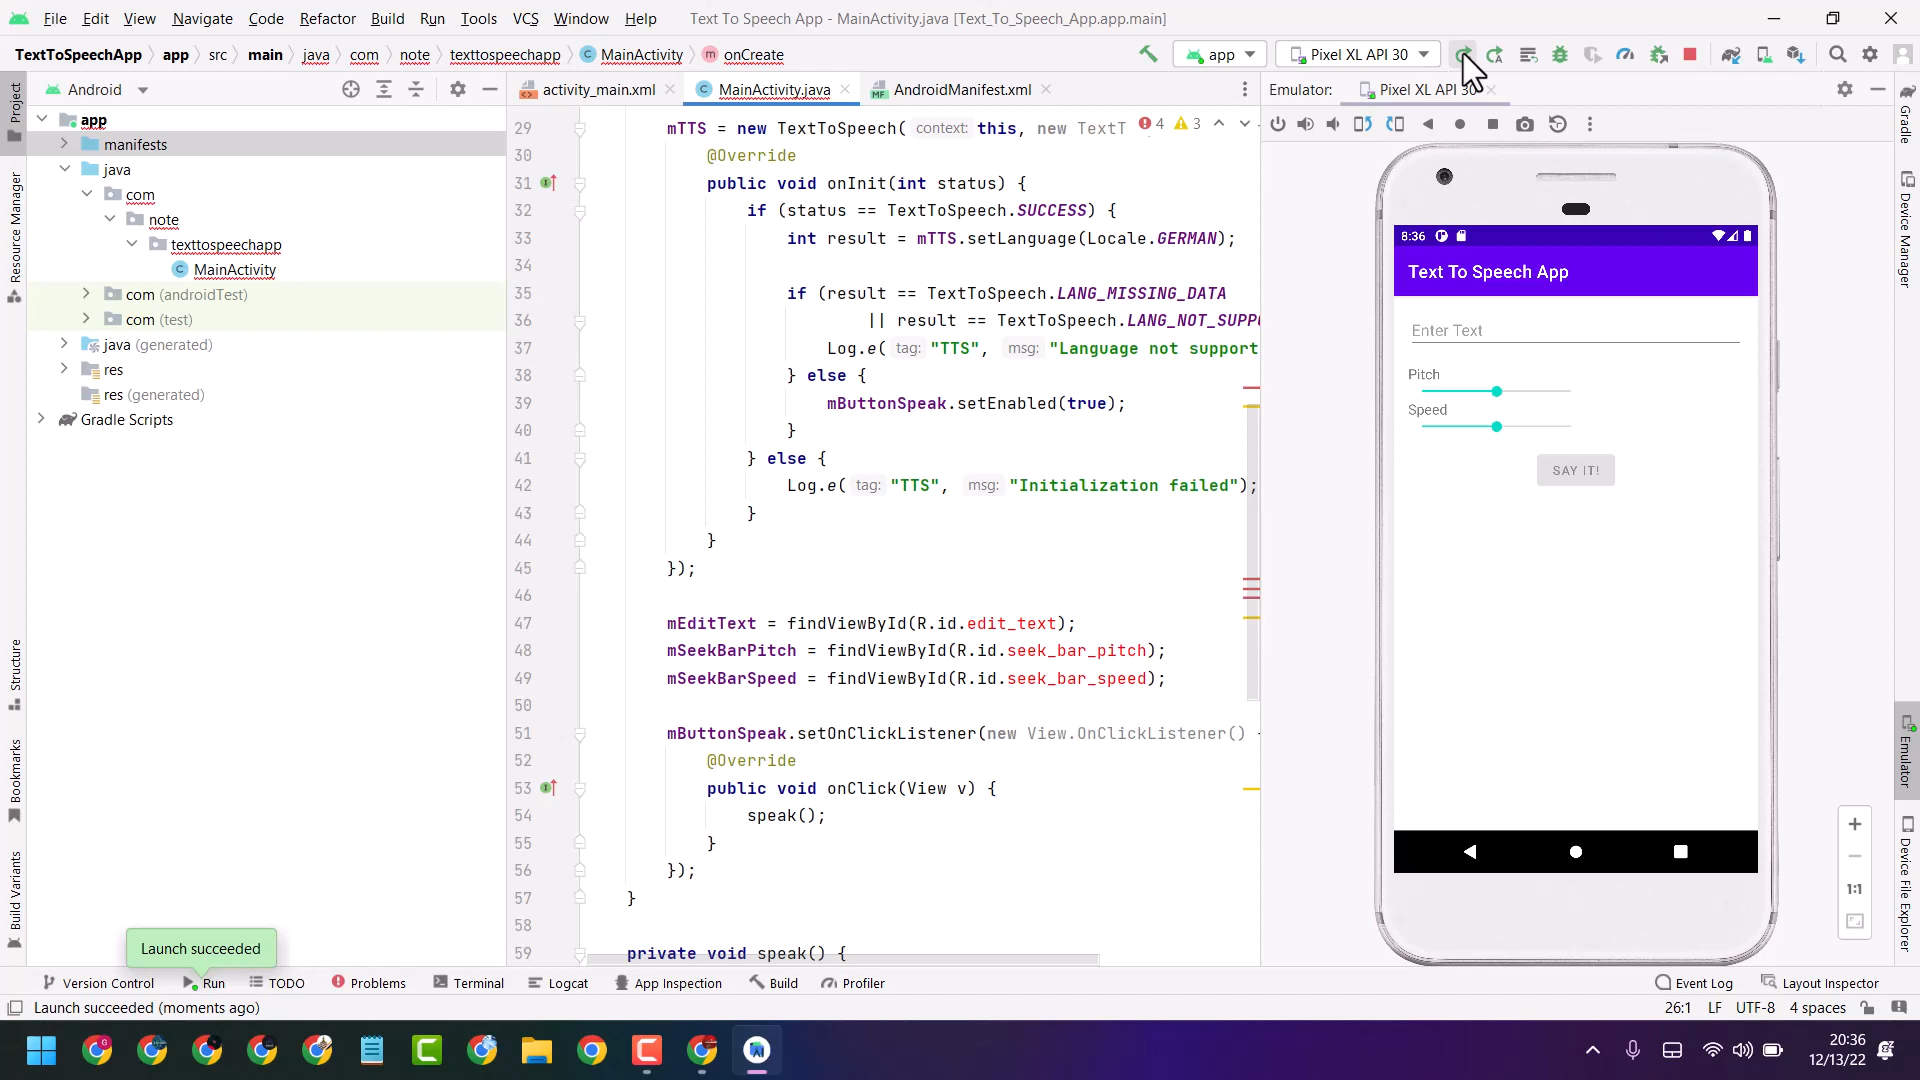 File Edit View Navigate Code Refactor Build Run Tools VCS Window Help Text To Speech App - MainActivity.java [Text_To_Speech_App.app.main]
TextToSpeechApp app src main java com note texttospeechapp C MainActivity m onCreate app Pixel XL API 30
Android activity_main.xml C MainActivity.java MF AndroidManifest.xml Emulator: Pixel XL API 30
Project
Resource Manager
Structure
Bookmarks
Build Variants
app
manifests
java
com
note
texttospeechapp
C MainActivity
com (androidTest)
com (test)
java (generated)
res
res (generated)
Gradle Scripts
4 3
29 mTTS = new TextToSpeech( context: this, new TextT
30 @Override
31 public void onInit(int status) {
32 if (status == TextToSpeech.SUCCESS) {
33 int result = mTTS.setLanguage(Locale.GERMAN);
34
35 if (result == TextToSpeech.LANG_MISSING_DATA
36 || result == TextToSpeech.LANG_NOT_SUPP
37 Log.e( tag: "TTS", msg: "Language not support
38 } else {
39 mButtonSpeak.setEnabled(true);
40 }
41 } else {
42 Log.e( tag: "TTS", msg: "Initialization failed");
43 }
44 }
45 });
46
47 mEditText = findViewById(R.id.edit_text);
48 mSeekBarPitch = findViewById(R.id.seek_bar_pitch);
49 mSeekBarSpeed = findViewById(R.id.seek_bar_speed);
50
51 mButtonSpeak.setOnClickListener(new View.OnClickListener() {
52 @Override
53 public void onClick(View v) {
54 speak();
55 }
56 });
57 }
58
59 private void speak() {
8:36
Text To Speech App
Enter Text
Pitch
Speed
SAY IT!
1:1
Gradle
Device Manager
Emulator
Device File Explorer
Launch succeeded
Version Control Run TODO Problems Terminal Logcat App Inspection Build Profiler Event Log Layout Inspector
Launch succeeded (moments ago) 26:1 LF UTF-8 4 spaces
20:36
12/13/22